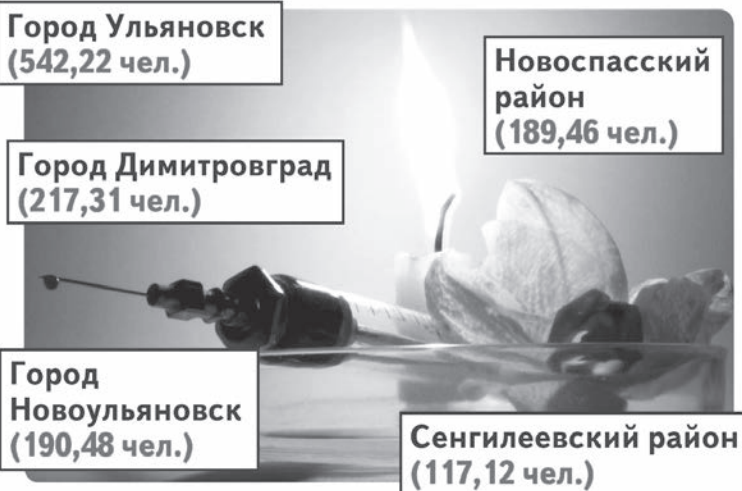 Город Ульяновск
(542,22 чел.)
Новоспасский
район
(189,46 чел.)
Город Димитровград
(217,31 чел.)
Город
Новоульяновск
(190,48 чел.)
Сенгилеевский район
(117,12 чел.)